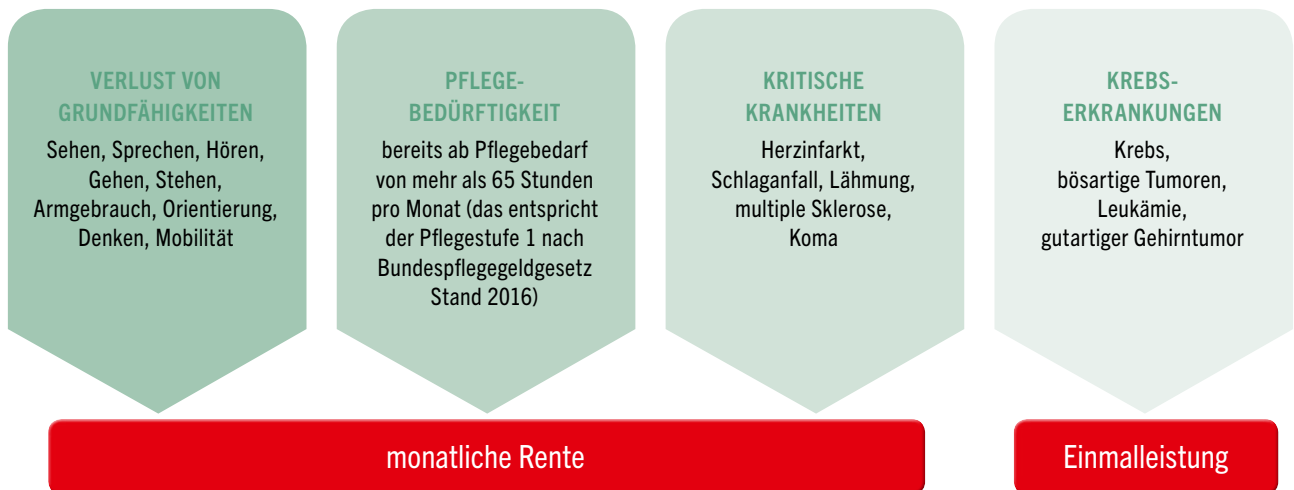 VERLUST VON
GRUNDFÄHIGKEITEN
Sehen, Sprechen, Hören,
Gehen, Stehen,
Armgebrauch, Orientierung,
Denken, Mobilität
PFLEGE-
BEDÜRFTIGKEIT
bereits ab Pflegebedarf
von mehr als 65 Stunden
pro Monat (das entspricht
der Pflegestufe 1 nach
Bundespflegegeldgesetz
Stand 2016)
KRITISCHE
KRANKHEITEN
Herzinfarkt,
Schlaganfall, Lähmung,
multiple Sklerose,
Koma
KREBS-
ERKRANKUNGEN
Krebs,
bösartige Tumoren,
Leukämie,
gutartiger Gehirntumor
monatliche Rente
Einmalleistung